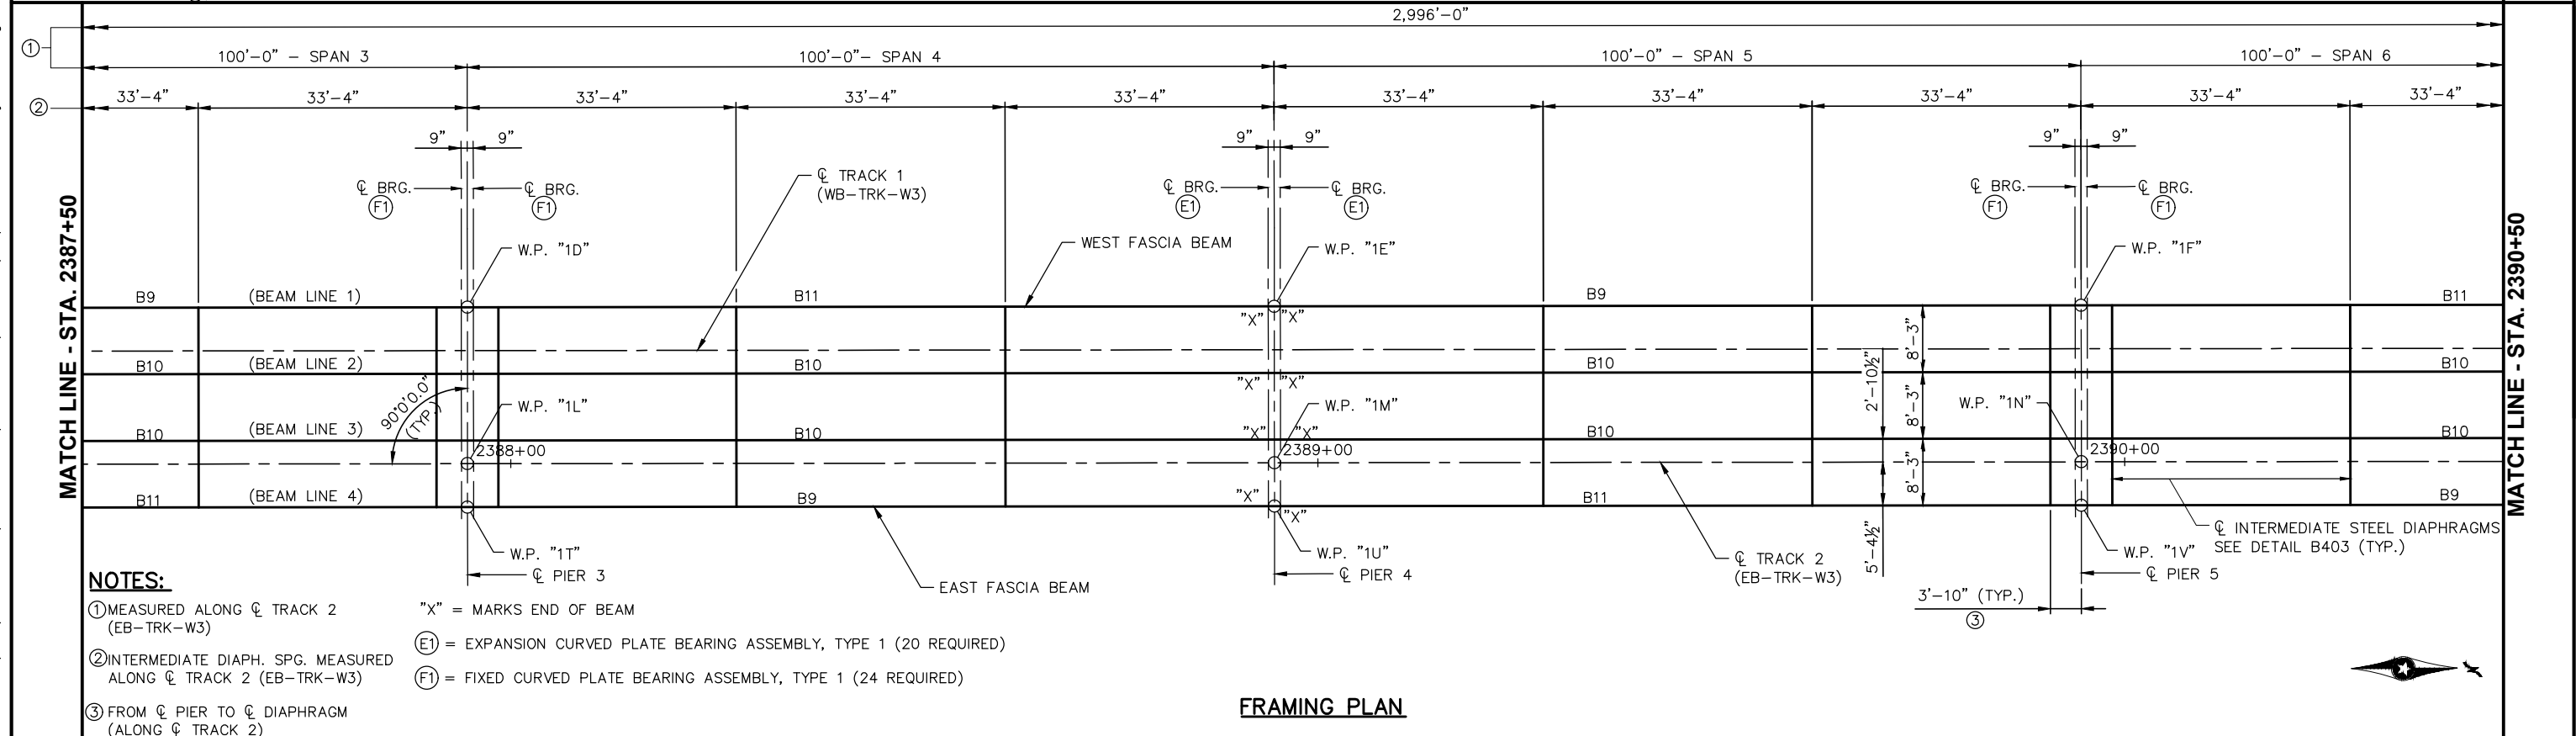 2,996'-0"
①
100'-0" - SPAN 3
100'-0"- SPAN 4
100'-0" - SPAN 5
100'-0" - SPAN 6
②
33'-4"
33'-4"
33'-4"
33'-4"
33'-4"
33'-4"
33'-4"
33'-4"
33'-4"
33'-4"
9"
9"
9"
9"
9"
9"
℄ BRG.
F1
℄ BRG.
F1
℄ TRACK 1
(WB-TRK-W3)
℄ BRG.
E1
℄ BRG.
E1
℄ BRG.
F1
℄ BRG.
F1
MATCH LINE - STA. 2387+50
MATCH LINE - STA. 2390+50
W.P. "1D"
WEST FASCIA BEAM
W.P. "1E"
W.P. "1F"
B9
(BEAM LINE 1)
B11
B9
B11
"X"
"X"
8'-3"
B10
(BEAM LINE 2)
B10
B10
B10
"X"
"X"
2'-10½"
8'-3"
90°0'0.0"
(TYP.)
W.P. "1L"
W.P. "1M"
W.P. "1N"
B10
(BEAM LINE 3)
B10
"X"
"X"
B10
B10
2388+00
2389+00
2390+00
8'-3"
B11
(BEAM LINE 4)
B9
"X"
"X"
B11
B9
5'-4½"
W.P. "1T"
℄ PIER 3
EAST FASCIA BEAM
W.P. "1U"
℄ PIER 4
℄ TRACK 2
(EB-TRK-W3)
W.P. "1V"
℄ PIER 5
℄ INTERMEDIATE STEEL DIAPHRAGMS
SEE DETAIL B403 (TYP.)
3'-10" (TYP.)
③
NOTES:
① MEASURED ALONG ℄ TRACK 2
(EB-TRK-W3)
② INTERMEDIATE DIAPH. SPG. MEASURED
ALONG ℄ TRACK 2 (EB-TRK-W3)
③ FROM ℄ PIER TO ℄ DIAPHRAGM
(ALONG ℄ TRACK 2)
"X" = MARKS END OF BEAM
E1 = EXPANSION CURVED PLATE BEARING ASSEMBLY, TYPE 1 (20 REQUIRED)
F1 = FIXED CURVED PLATE BEARING ASSEMBLY, TYPE 1 (24 REQUIRED)
FRAMING PLAN